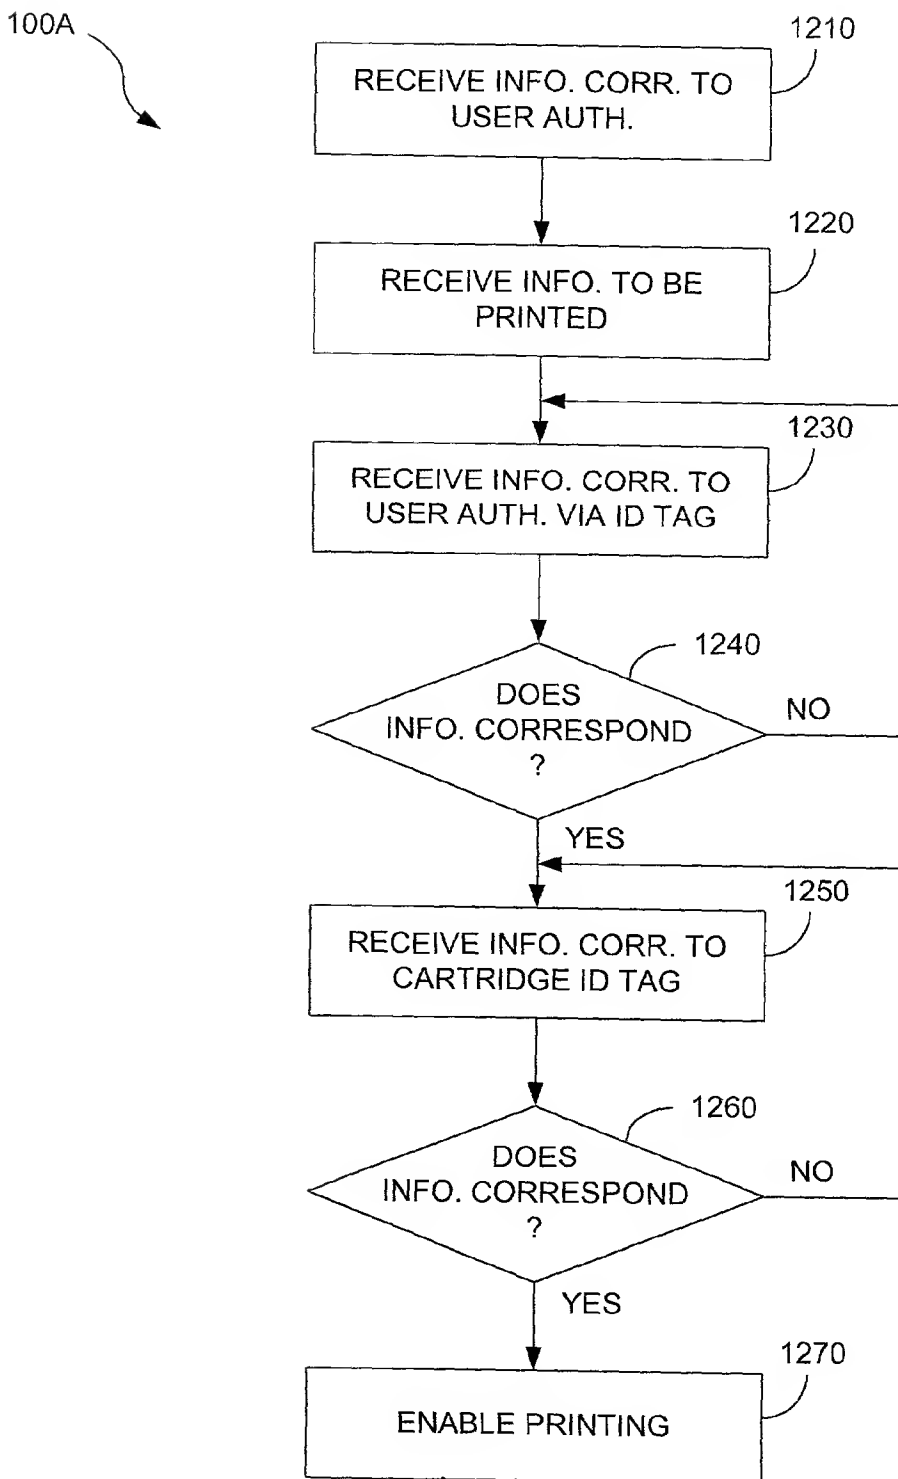 100A
1210
RECEIVE INFO. CORR. TO
USER AUTH.
1220
RECEIVE INFO. TO BE
PRINTED
1230
RECEIVE INFO. CORR. TO
USER AUTH. VIA ID TAG
1240
DOES
INFO. CORRESPOND
?
NO
YES
1250
RECEIVE INFO. CORR. TO
CARTRIDGE ID TAG
1260
DOES
INFO. CORRESPOND
?
NO
YES
1270
ENABLE PRINTING